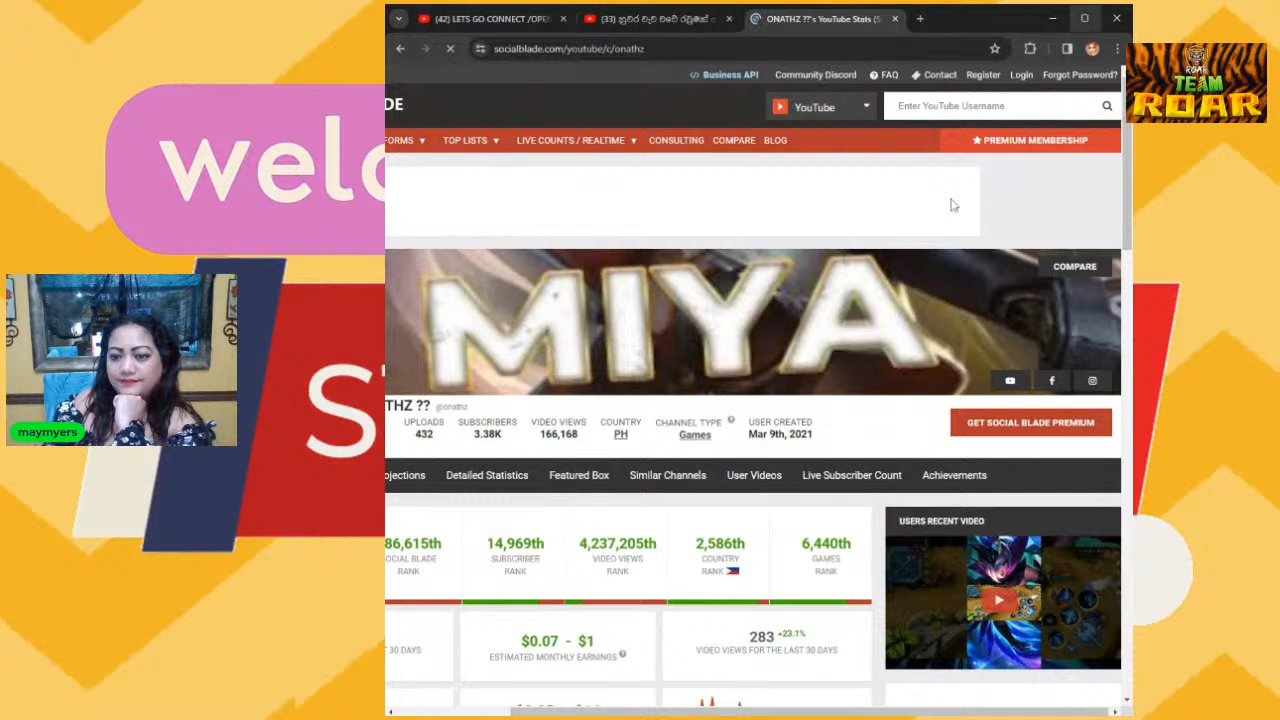 (42) LETS GO CONNECT /OPEN
(33) නුවර වැව වටේ රවුමක්
ONATHZ ??'s YouTube Stats (S
socialblade.com/youtube/c/onathz
Business API
Community Discord
FAQ
Contact
Register
Login
Forgot Password?
DE
YouTube
Enter YouTube Username
FORMS
TOP LISTS
LIVE COUNTS / REALTIME
CONSULTING
COMPARE
BLOG
PREMIUM MEMBERSHIP
ROAR
TEAM
ROAR
welc
MIYA
COMPARE
THZ ?? @onathz
UPLOADS
432
SUBSCRIBERS
3.38K
VIDEO VIEWS
166,168
COUNTRY
PH
CHANNEL TYPE
Games
USER CREATED
Mar 9th, 2021
GET SOCIAL BLADE PREMIUM
maymyers
ojections
Detailed Statistics
Featured Box
Similar Channels
User Videos
Live Subscriber Count
Achievements
86,615th
OCIAL BLADE
RANK
14,969th
SUBSCRIBER
RANK
4,237,205th
VIDEO VIEWS
RANK
2,586th
COUNTRY
RANK
6,440th
GAMES
RANK
USERS RECENT VIDEO
T 30 DAYS
$0.07 - $1
ESTIMATED MONTHLY EARNINGS
283 +23.1%
VIDEO VIEWS FOR THE LAST 30 DAYS